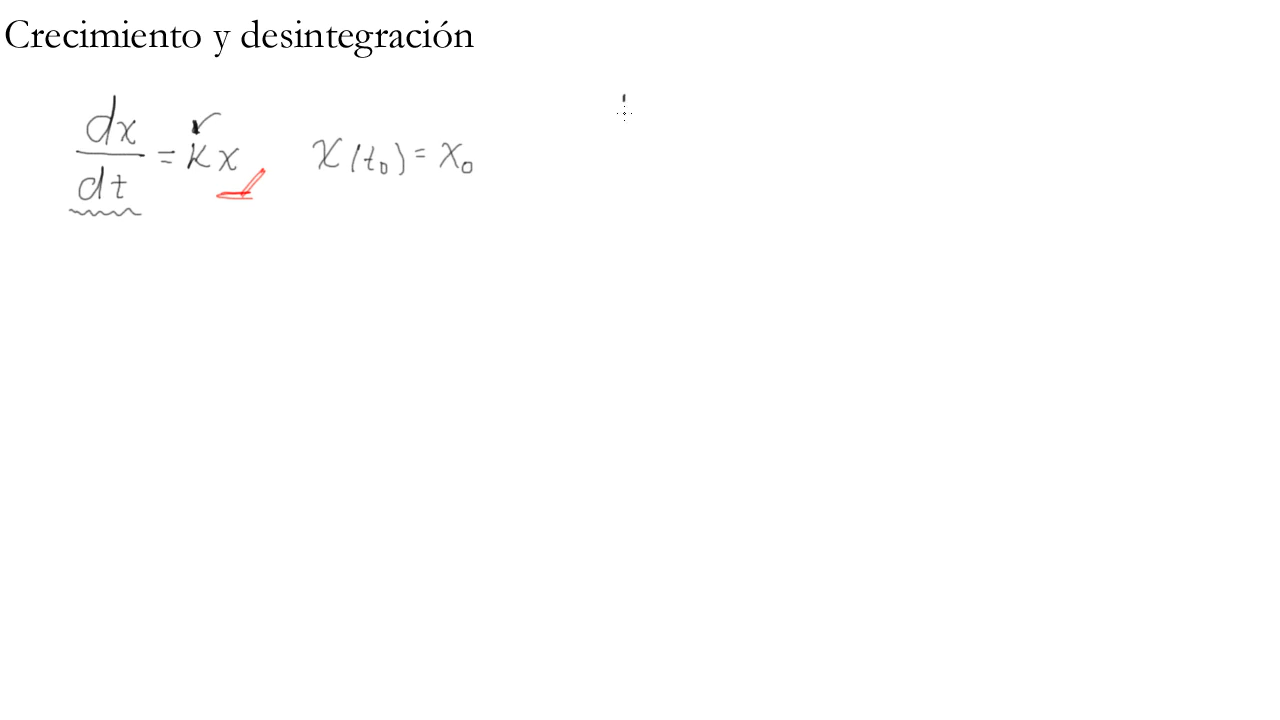 Crecimiento y desintegración
dx/dt = kx x(t₀) = x₀